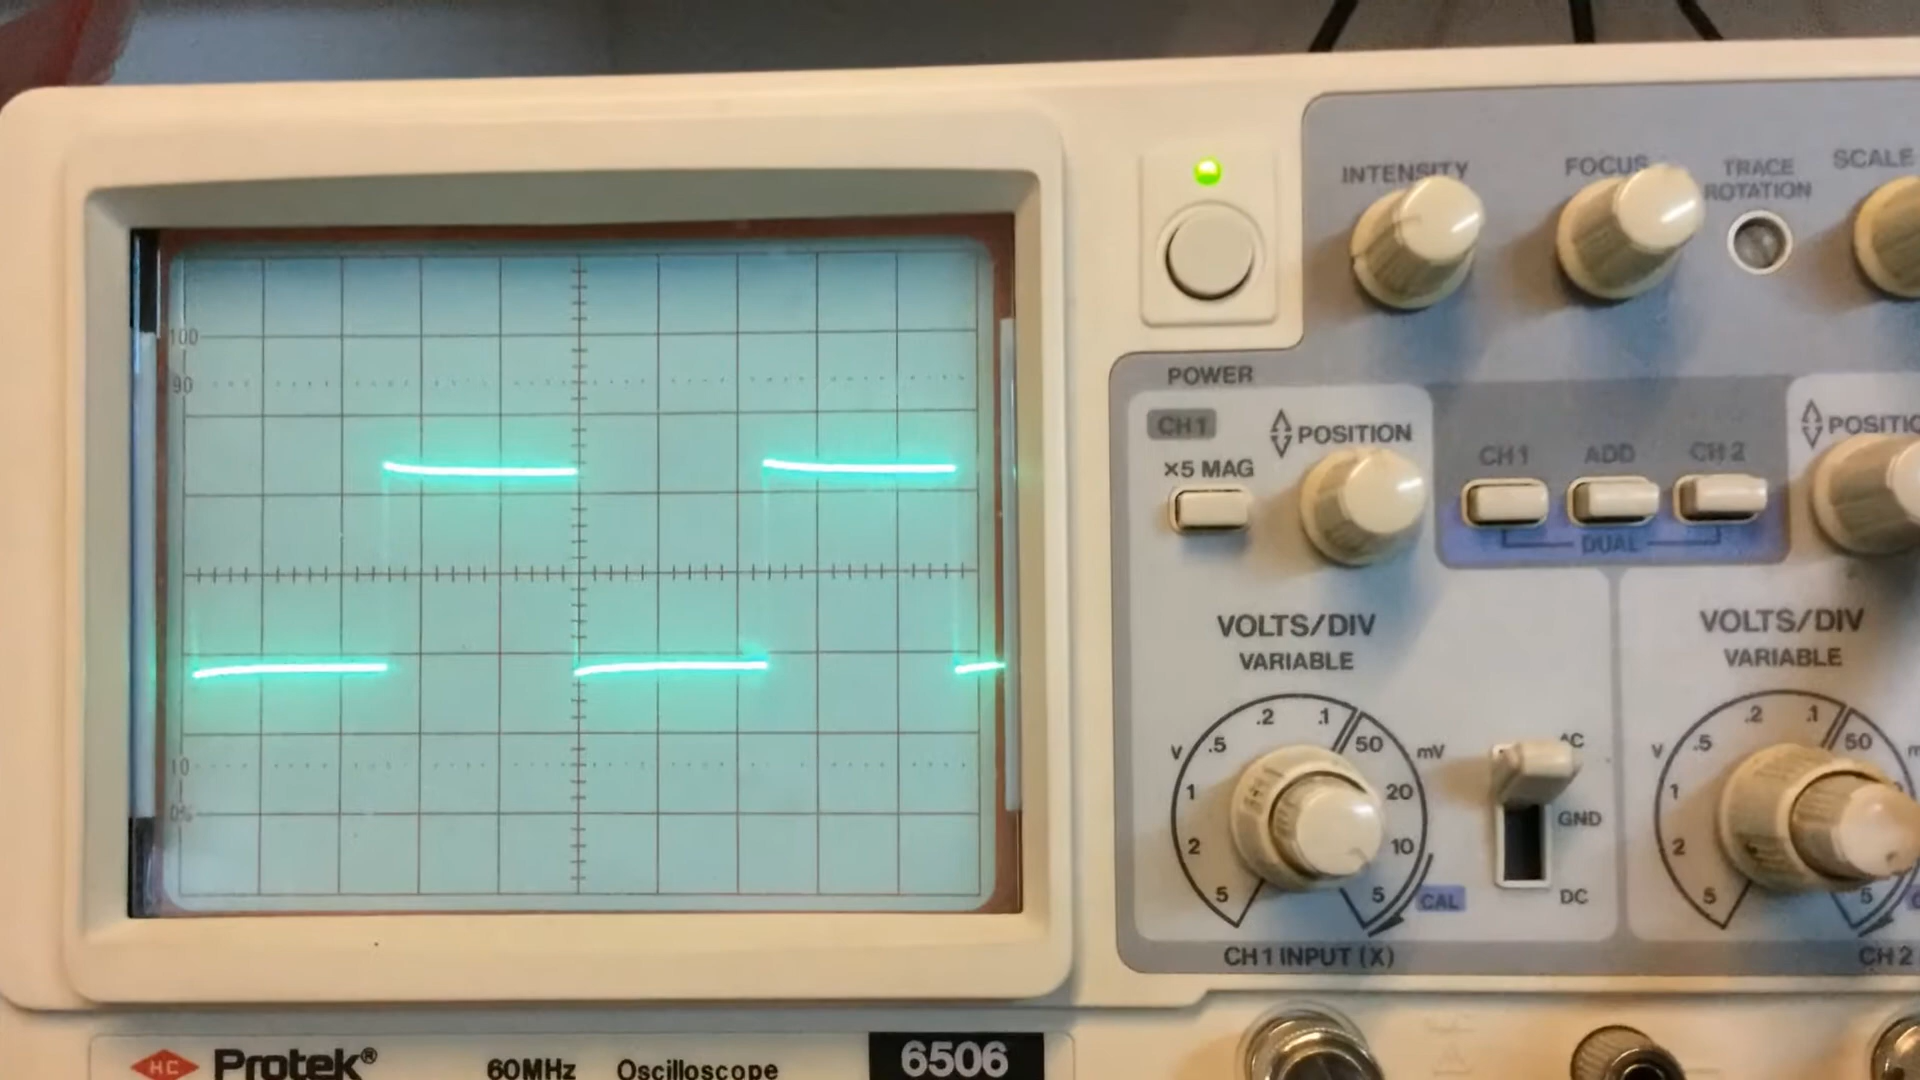 INTENSITY
FOCUS
TRACE
ROTATION
SCALE
100
90
10
0%
POWER
CH1
POSITION
×5 MAG
CH1
ADD
CH2
DUAL
POSITIO
VOLTS/DIV
VARIABLE
.2
.1
V
.5
50
mV
1
20
2
10
5
5
CAL
AC
GND
DC
CH1 INPUT (X)
VOLTS/DIV
VARIABLE
.2
.1
V
.5
50
1
2
5
5
CH2
HC
Protek®
60MHz
Oscilloscope
6506